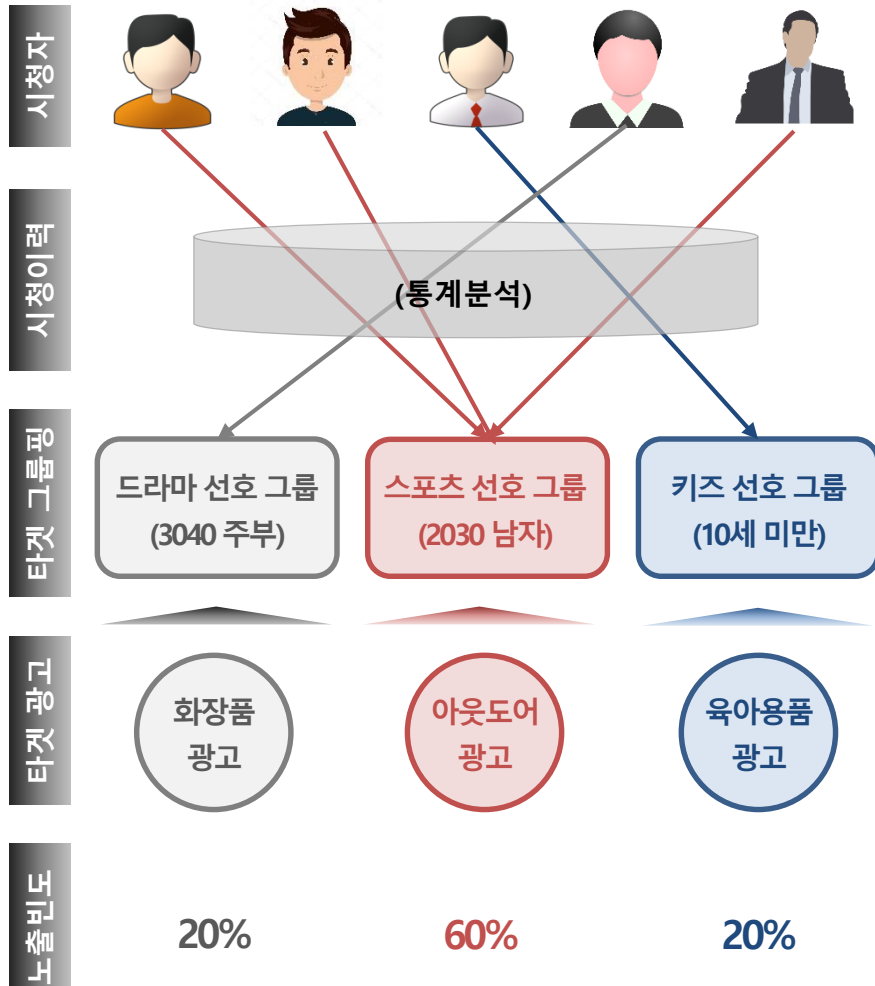 시청자
시청이력
(통계분석)
타겟 그룹핑
드라마 선호 그룹
(3040 주부)
스포츠 선호 그룹
(2030 남자)
키즈 선호 그룹
(10세 미만)
타겟 광고
화장품
광고
아웃도어
광고
육아용품
광고
노출빈도
20%
60%
20%